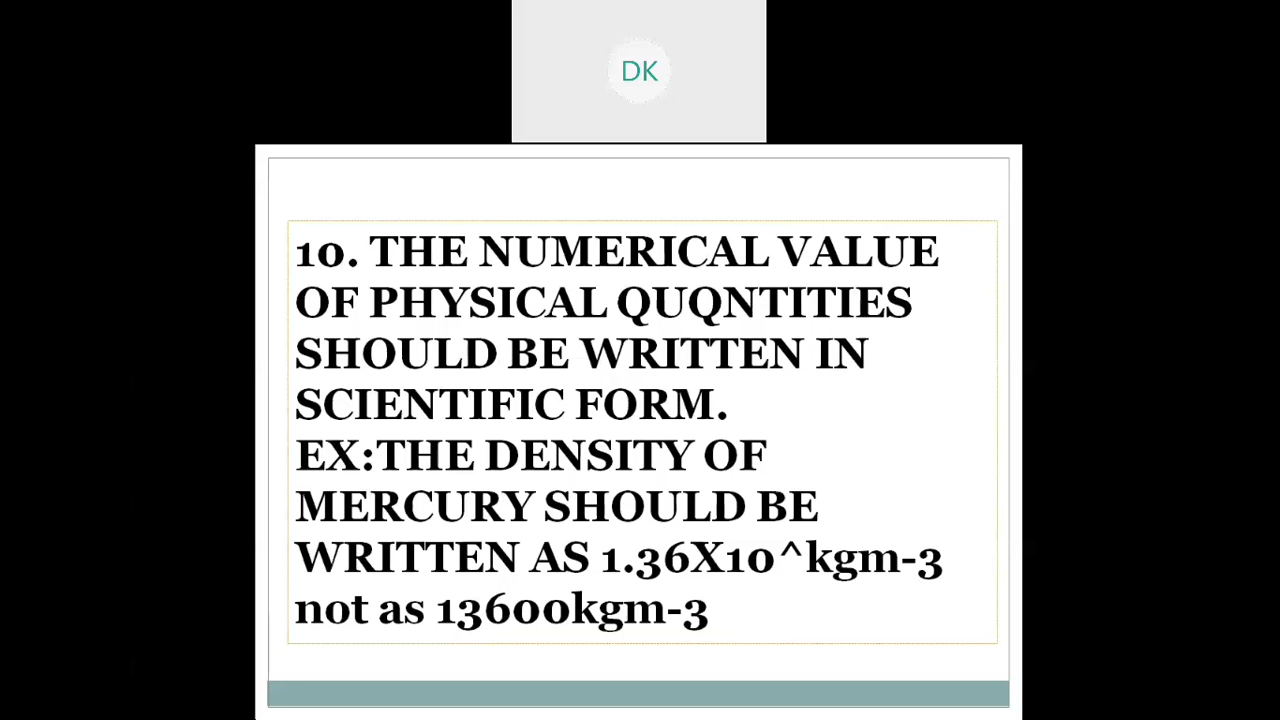 DK
10. THE NUMERICAL VALUE
OF PHYSICAL QUQNTITIES
SHOULD BE WRITTEN IN
SCIENTIFIC FORM.
EX:THE DENSITY OF
MERCURY SHOULD BE
WRITTEN AS 1.36X10^kgm-3
not as 13600kgm-3